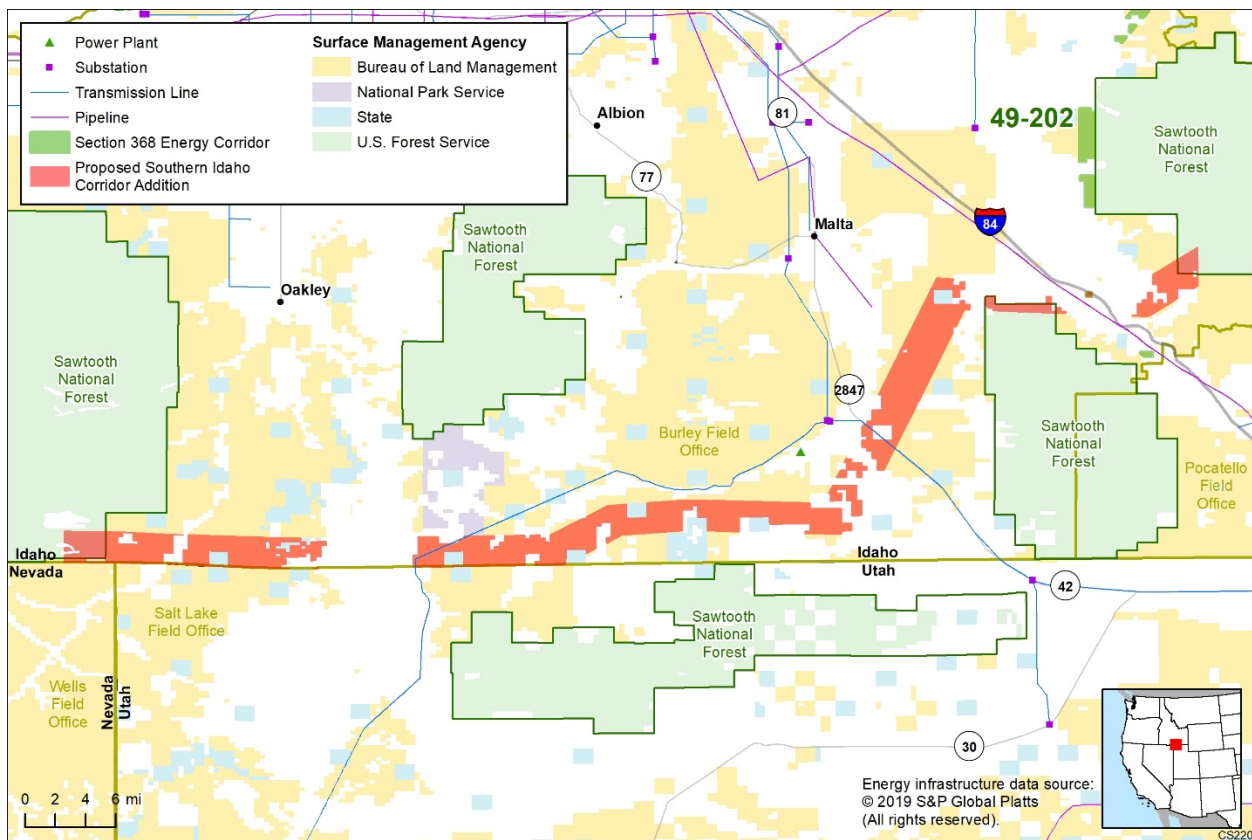 Power Plant
Substation
Transmission Line
Pipeline
Section 368 Energy Corridor
Proposed Southern Idaho
Corridor Addition
Surface Management Agency
Bureau of Land Management
National Park Service
State
U.S. Forest Service
Albion
81
49-202
Sawtooth
National
Forest
77
Sawtooth
National
Forest
Malta
84
Oakley
Sawtooth
National
Forest
2847
Burley Field
Office
Sawtooth
National
Forest
Pocatello
Field
Office
Idaho
Nevada
Idaho
Utah
42
Salt Lake
Field Office
Sawtooth
National
Forest
Wells
Field
Office
Nevada
Utah
30
0 2 4 6 mi
Energy infrastructure data source:
© 2019 S&P Global Platts
(All rights reserved).
CS220